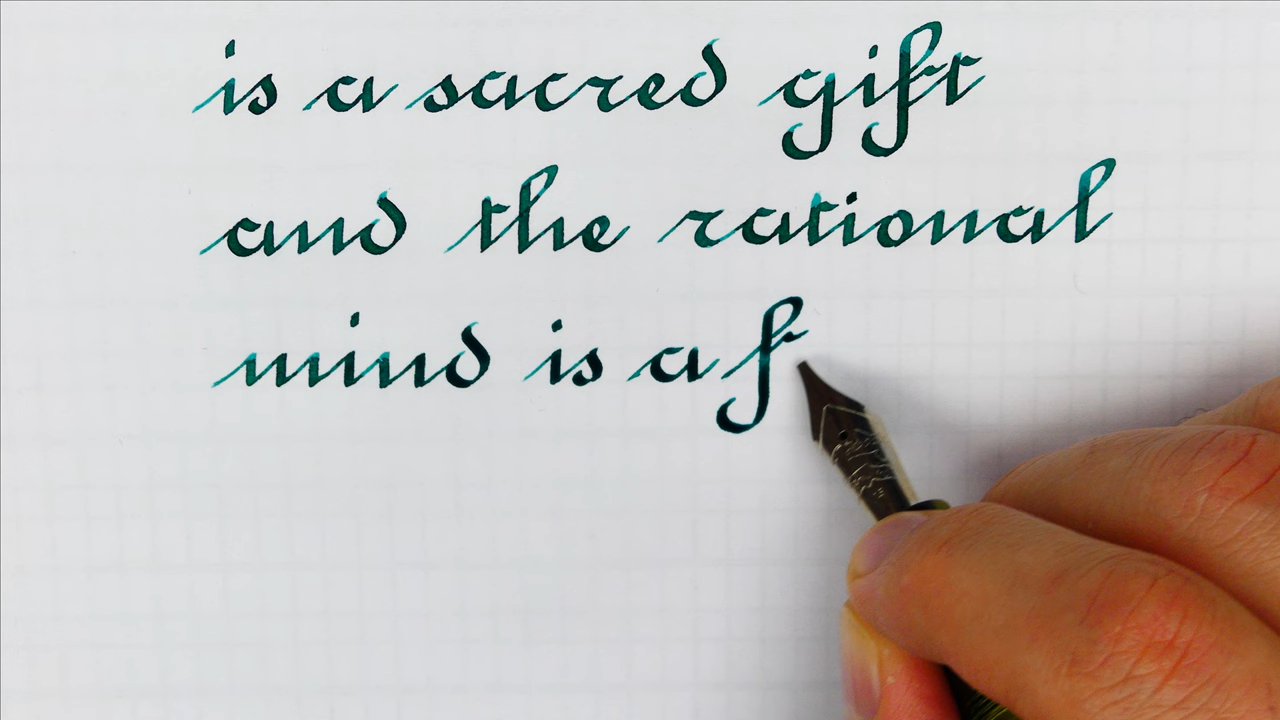 is a sacred gift
and the rational
mind is a f